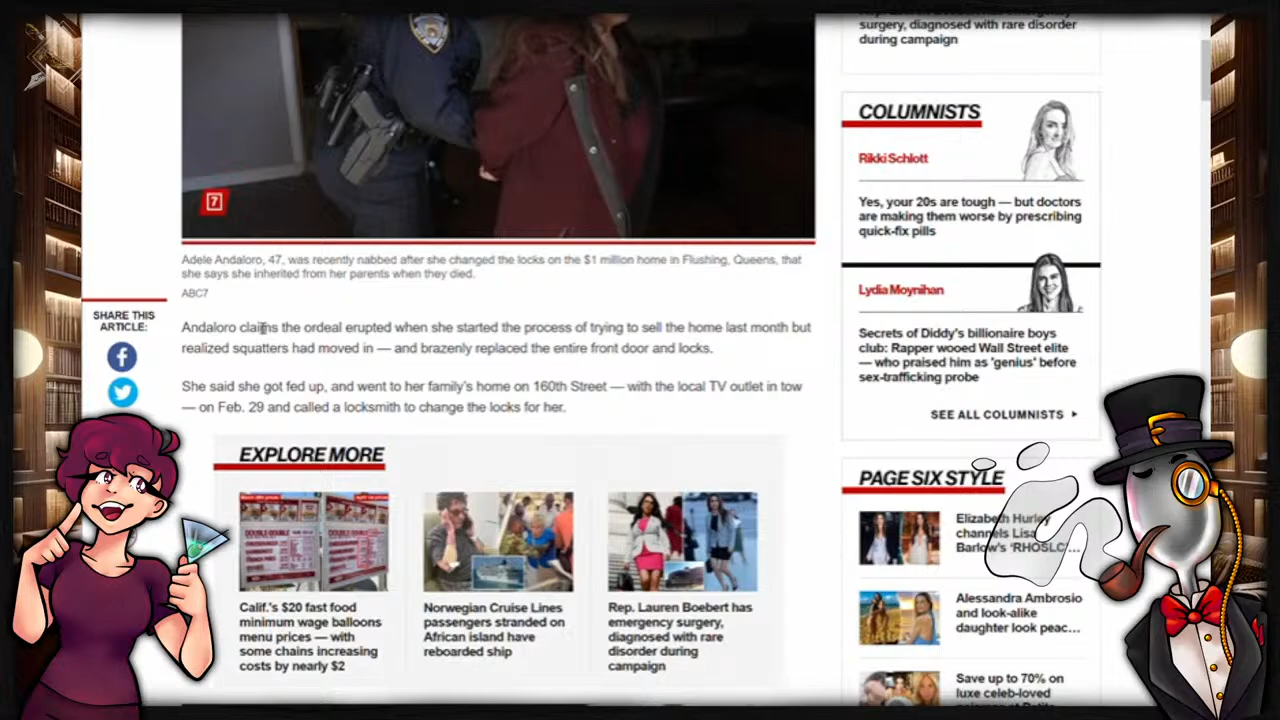 surgery, diagnosed with rare disorder
during campaign
COLUMNISTS
Rikki Schlott
Yes, your 20s are tough — but doctors
are making them worse by prescribing
quick-fix pills
Lydia Moynihan
Secrets of Diddy's billionaire boys
club: Rapper wooed Wall Street elite
— who praised him as 'genius' before
sex-trafficking probe
SEE ALL COLUMNISTS
7
Adele Andaloro, 47, was recently nabbed after she changed the locks on the $1 million home in Flushing, Queens, that
she says she inherited from her parents when they died.
ABC7
SHARE THIS
ARTICLE:
Andaloro claims the ordeal erupted when she started the process of trying to sell the home last month but
realized squatters had moved in — and brazenly replaced the entire front door and locks.
She said she got fed up, and went to her family's home on 160th Street — with the local TV outlet in tow
— on Feb. 29 and called a locksmith to change the locks for her.
EXPLORE MORE
DOUBLE-DOUBLE
Calif.'s $20 fast food
minimum wage balloons
menu prices — with
some chains increasing
costs by nearly $2
Norwegian Cruise Lines
passengers stranded on
African island have
reboarded ship
Rep. Lauren Boebert has
emergency surgery,
diagnosed with rare
disorder during
campaign
PAGE SIX STYLE
Elizabeth Hurley
channels Lisa
Barlow's 'RHOSLC'...
Alessandra Ambrosio
and look-alike
daughter look peac...
Save up to 70% on
luxe celeb-loved